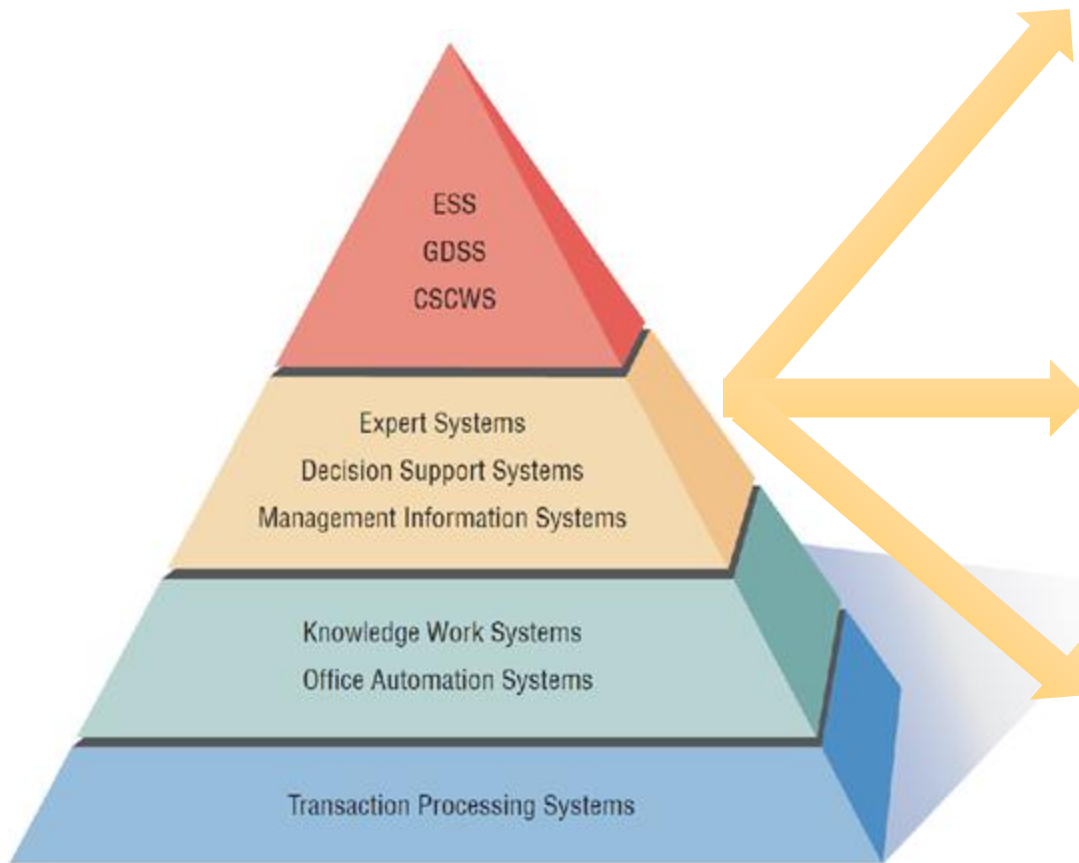 ESS
GDSS
CSCWS
Expert Systems
Decision Support Systems
Management Information Systems
Knowledge Work Systems
Office Automation Systems
Transaction Processing Systems